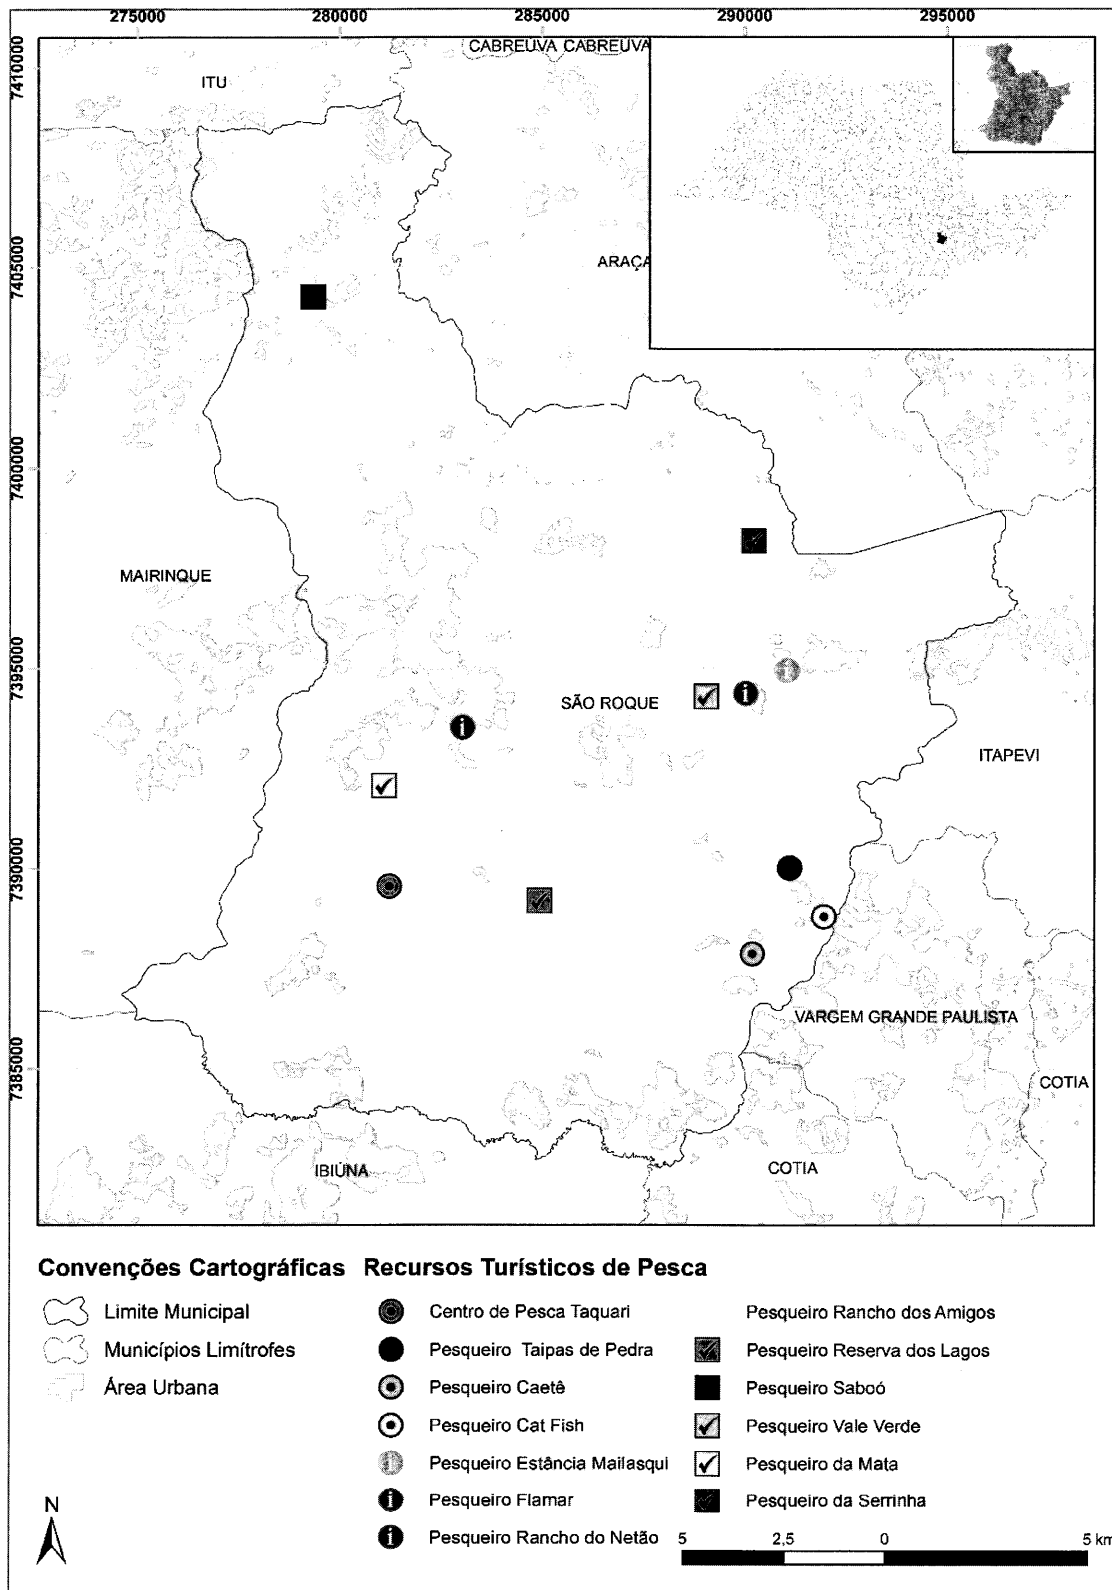 275000 280000 285000 290000 295000
7410000
7405000
7400000
7395000
7390000
7385000
CABREUVA CABREUVA
ITU
ARAÇA
MAIRINQUE
SÃO ROQUE
ITAPEVI
VARGEM GRANDE PAULISTA
COTIA
IBIÚNA
COTIA
Convenções Cartográficas
Limite Municipal
Municípios Limítrofes
Área Urbana
Recursos Turísticos de Pesca
Centro de Pesca Taquari
Pesqueiro Taipas de Pedra
Pesqueiro Caetê
Pesqueiro Cat Fish
Pesqueiro Estância Mailasqui
Pesqueiro Flamar
Pesqueiro Rancho do Netão
Pesqueiro Rancho dos Amigos
Pesqueiro Reserva dos Lagos
Pesqueiro Saboó
Pesqueiro Vale Verde
Pesqueiro da Mata
Pesqueiro da Serrinha
N
5 2,5 0 5 km